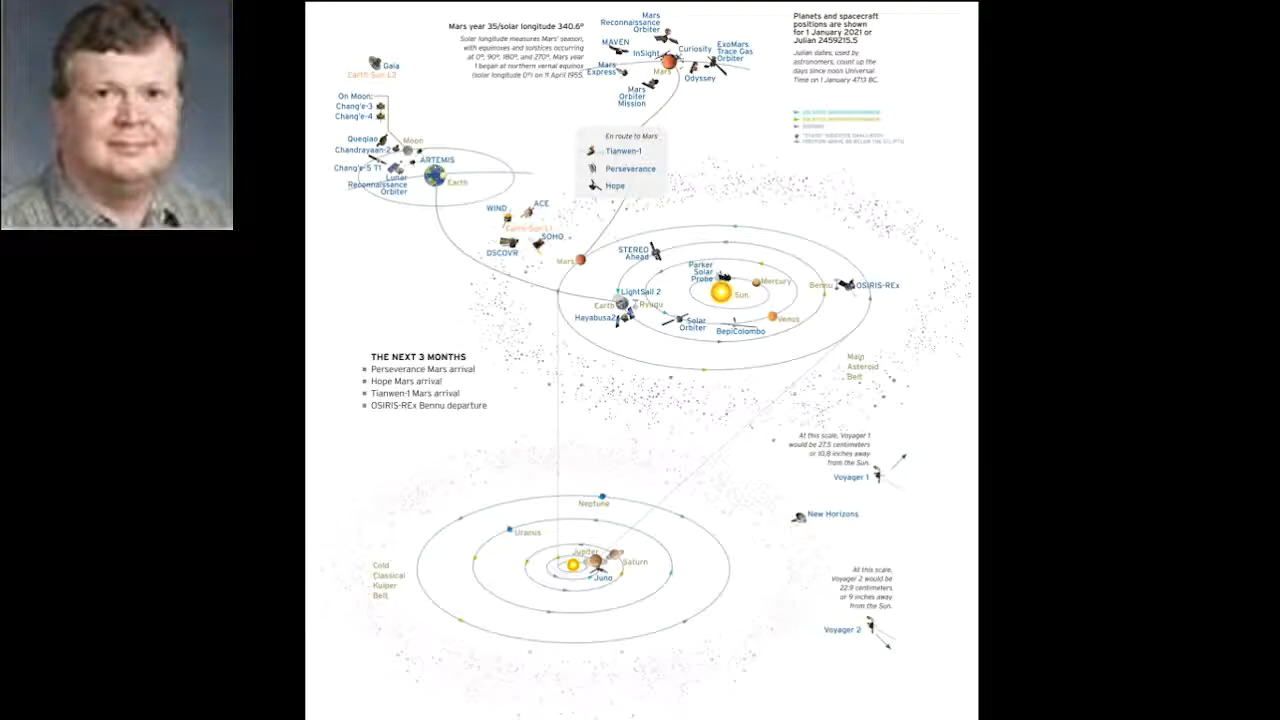 Mars year 35/solar longitude 340.6°
Solar longitude measures Mars' season,
with equinoxes and solstices occurring
at 0°, 90°, 180°, and 270°. Mars year
1 began at northern vernal equinox
(solar longitude 0°) on 11 April 1955.
Mars
Reconnaissance
Orbiter
MAVEN
InSight
Curiosity
ExoMars
Trace Gas
Orbiter
Mars
Express
Mars
Odyssey
Mars
Orbiter
Mission
Planets and spacecraft
positions are shown
for 1 January 2021 or
Julian 2459215.5
Julian dates, used by
astronomers, count up the
days since noon Universal
Time on 1 January 4713 BC.
Gaia
Earth-Sun L2
On Moon:
Chang'e-3
Chang'e-4
Queqiao
Moon
Chandrayaan-2
ARTEMIS
Chang'e-5 T1
Lunar
Reconnaissance
Orbiter
Earth
En route to Mars
Tianwen-1
Perseverance
Hope
WIND
ACE
Earth-Sun L1
SOHO
DSCOVR
Mars
STEREO
Ahead
Parker
Solar
Probe
Mercury
Sun
Bennu
OSIRIS-REx
LightSail 2
Earth
Ryugu
Hayabusa2
Solar
Orbiter
BepiColombo
Venus
Main
Asteroid
Belt
THE NEXT 3 MONTHS
Perseverance Mars arrival
Hope Mars arrival
Tianwen-1 Mars arrival
OSIRIS-REx Bennu departure
At this scale, Voyager 1
would be 27.5 centimeters
or 10.8 inches away
from the Sun.
Voyager 1
New Horizons
Neptune
Uranus
Jupiter
Saturn
Juno
Cold
Classical
Kuiper
Belt
At this scale,
Voyager 2 would be
22.9 centimeters
or 9 inches away
from the Sun.
Voyager 2